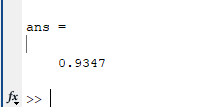 ans =
0.9347
fx >>